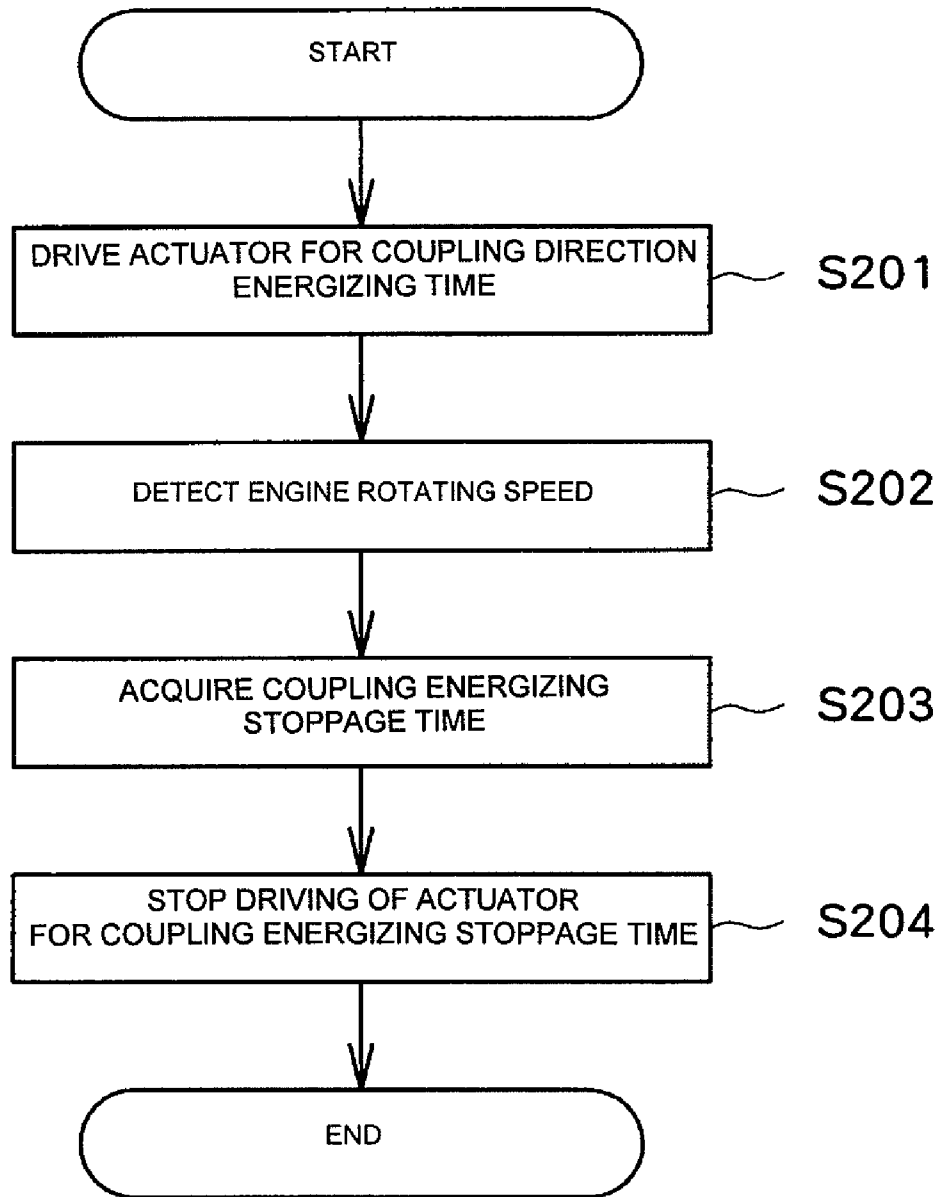 START
DRIVE ACTUATOR FOR COUPLING DIRECTION
ENERGIZING TIME
S201
DETECT ENGINE ROTATING SPEED
S202
ACQUIRE COUPLING ENERGIZING
STOPPAGE TIME
S203
STOP DRIVING OF ACTUATOR
FOR COUPLING ENERGIZING STOPPAGE TIME
S204
END